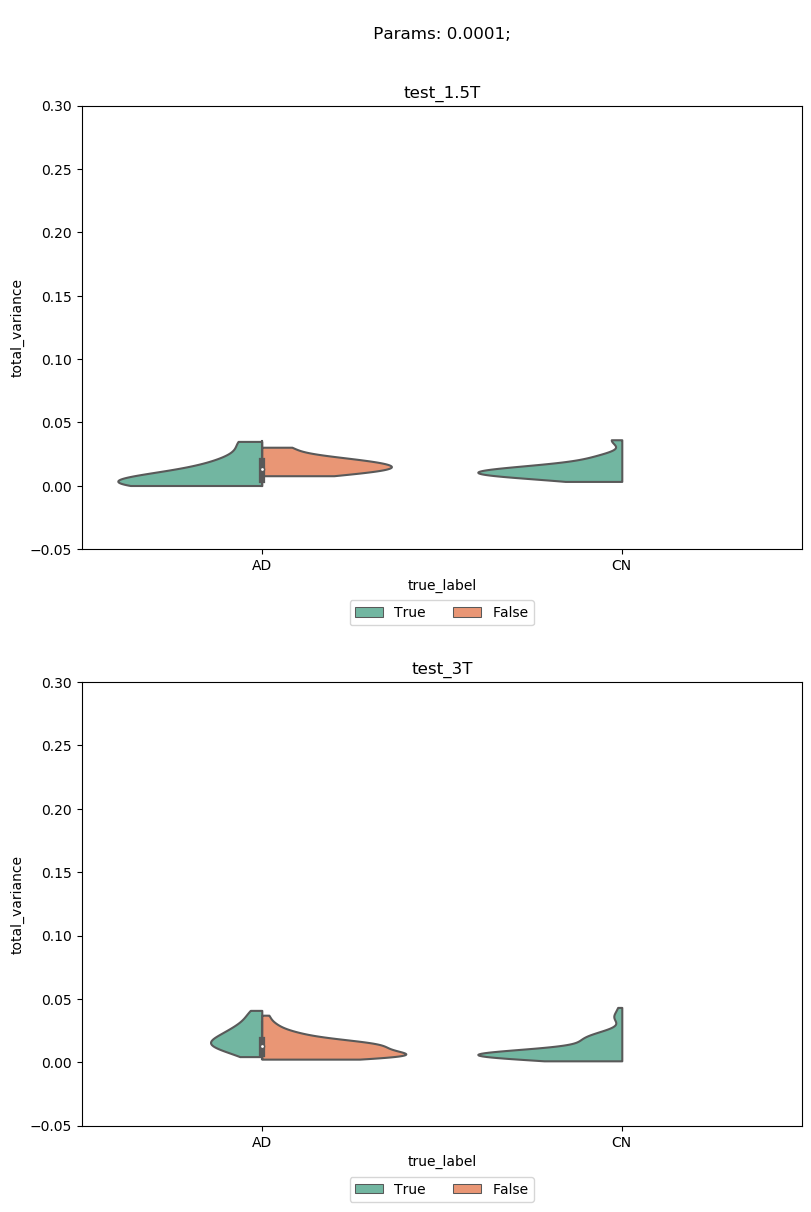 Params: 0.0001;
test_1.5T
0.30
0.25
0.20
0.15
0.10
0.05
0.00
−0.05
total_variance
AD CN
true_label
True False
test_3T
0.30
0.25
0.20
0.15
0.10
0.05
0.00
−0.05
total_variance
AD CN
true_label
True False